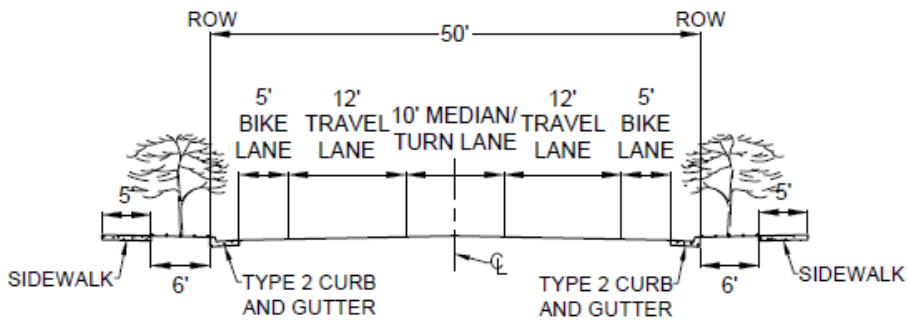 ROW
ROW
50'
5'
BIKE
LANE
12'
TRAVEL
LANE
10' MEDIAN/
TURN LANE
12'
TRAVEL
LANE
5'
BIKE
LANE
5'
5'
SIDEWALK
6'
TYPE 2 CURB
AND GUTTER
℄
TYPE 2 CURB
AND GUTTER
6'
SIDEWALK